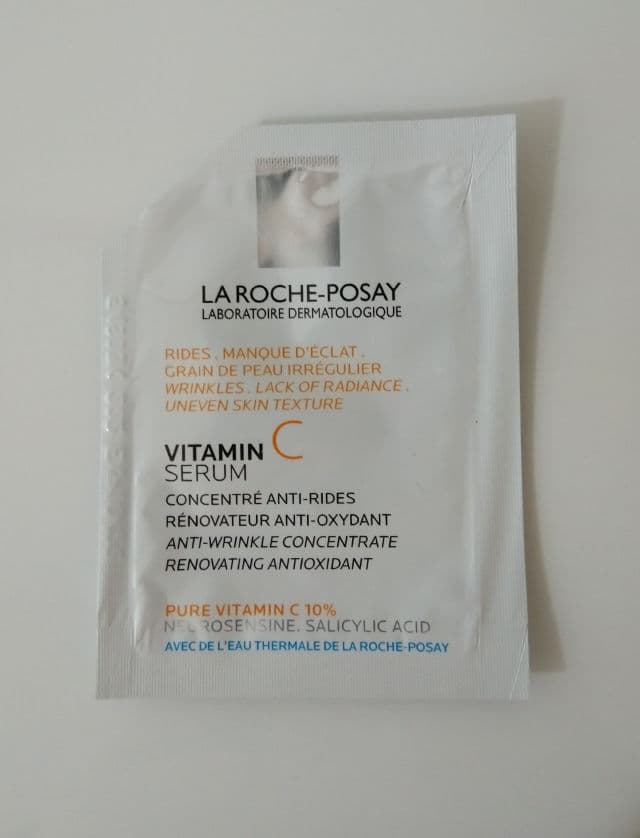 LA ROCHE-POSAY
LABORATOIRE DERMATOLOGIQUE
RIDES . MANQUE D'ÉCLAT .
GRAIN DE PEAU IRRÉGULIER
WRINKLES . LACK OF RADIANCE .
UNEVEN SKIN TEXTURE
VITAMIN C
SERUM
CONCENTRÉ ANTI-RIDES
RÉNOVATEUR ANTI-OXYDANT
ANTI-WRINKLE CONCENTRATE
RENOVATING ANTIOXIDANT
PURE VITAMIN C 10%
NEUROSENSINE. SALICYLIC ACID
AVEC DE L'EAU THERMALE DE LA ROCHE-POSAY